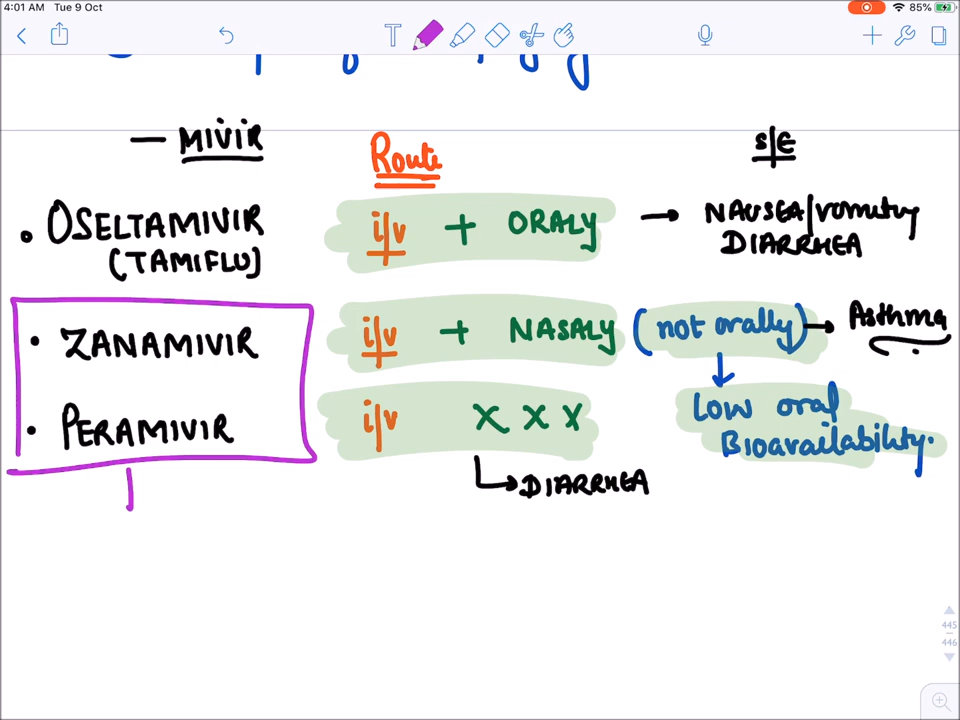 4:01 AM Tue 9 Oct
85%
T
— MIVIR
Route
S/E
• OSELTAMIVIR
(TAMIFLU)
i/v + ORALY
→ NAUSEA/vomiting
DIARRHEA
• ZANAMIVIR
i/v + NASALY (not orally) → Asthma
↓
Low oral
Bioavailability.
• PERAMIVIR
i/v X X X
→ DIARRHEA
445
446